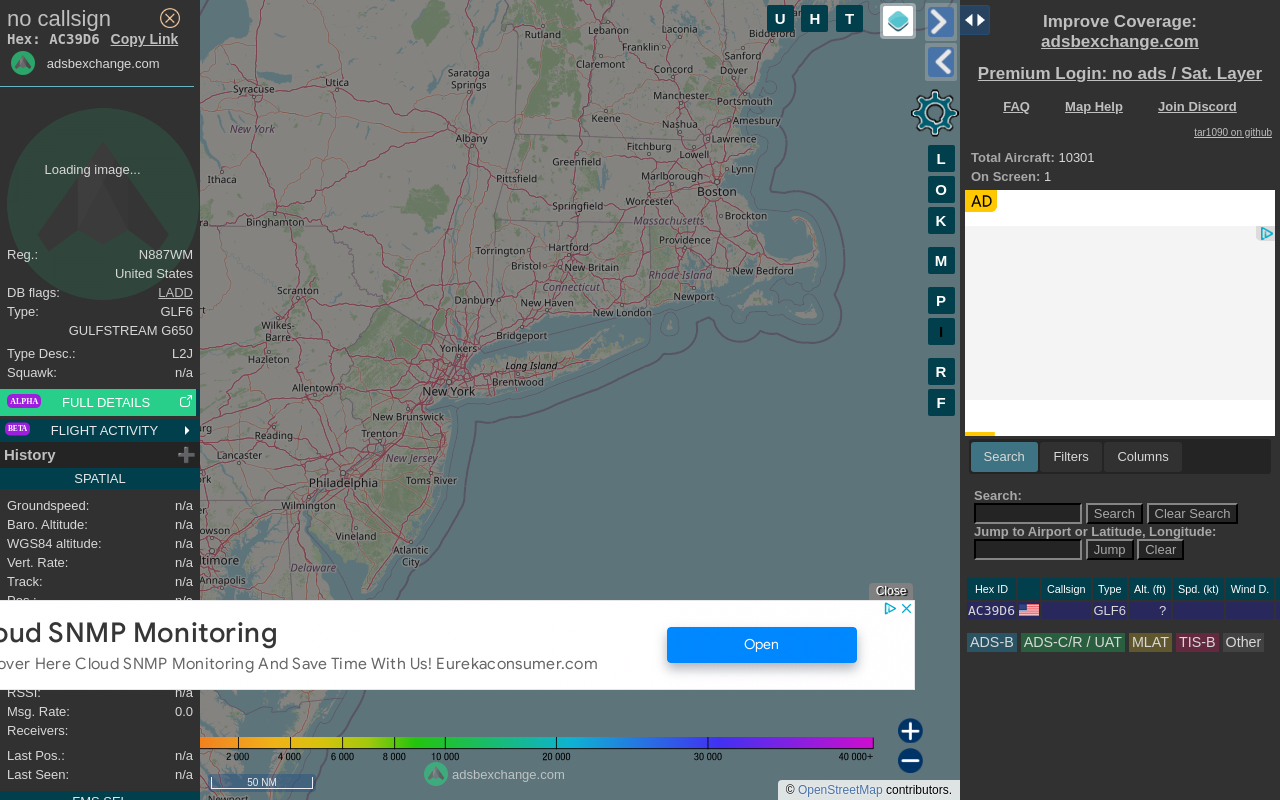 no callsign
Hex: AC39D6 Copy Link
adsbexchange.com
Loading image...
Reg.: N887WM
United States
DB flags: LADD
Type: GLF6
GULFSTREAM G650
Type Desc.: L2J
Squawk: n/a
ALPHA FULL DETAILS
BETA FLIGHT ACTIVITY
History
SPATIAL
Groundspeed: n/a
Baro. Altitude: n/a
WGS84 altitude: n/a
Vert. Rate: n/a
Track: n/a
Pos.: n/a
RSSI: n/a
Msg. Rate: 0.0
Receivers:
Last Pos.: n/a
Last Seen: n/a
FMS SEL
U H T
L
O
K
M
P
I
R
F
Rutland
Lebanon
Laconia
Biddeford
Franklin
Sanford
Claremont
Concord
Dover
Saratoga
Springs
Utica
Syracuse
Manchester
Portsmouth
Keene
Amesbury
New York
Nashua
Albany
Lawrence
Fitchburg
Lowell
Greenfield
Lynn
Ithaca
Pittsfield
Marlborough
Boston
Worcester
Springfield
Brockton
Binghamton
Massachusetts
Providence
Hartford
Torrington
Bristol
New Britain
New Bedford
Rhode Island
Connecticut
Scranton
Danbury
New Haven
Newport
New London
Wilkes-
Barre
Bridgeport
Yonkers
Hazleton
Long Island
Brentwood
Allentown
New York
New Brunswick
Reading
Trenton
Lancaster
New Jersey
Philadelphia
Toms River
Wilmington
Vineland
Atlantic
City
Delaware
Annapolis
Close
oud SNMP Monitoring
over Here Cloud SNMP Monitoring And Save Time With Us! Eurekaconsumer.com
Open
2 000 4 000 6 000 8 000 10 000 20 000 30 000 40 000+
adsbexchange.com
50 NM
Newport
© OpenStreetMap contributors.
Improve Coverage:
adsbexchange.com
Premium Login: no ads / Sat. Layer
FAQ Map Help Join Discord
tar1090 on github
Total Aircraft: 10301
On Screen: 1
AD
Search Filters Columns
Search:
Search Clear Search
Jump to Airport or Latitude, Longitude:
Jump Clear
Hex ID Callsign Type Alt. (ft) Spd. (kt) Wind D.
AC39D6 GLF6 ?
ADS-B ADS-C/R / UAT MLAT TIS-B Other